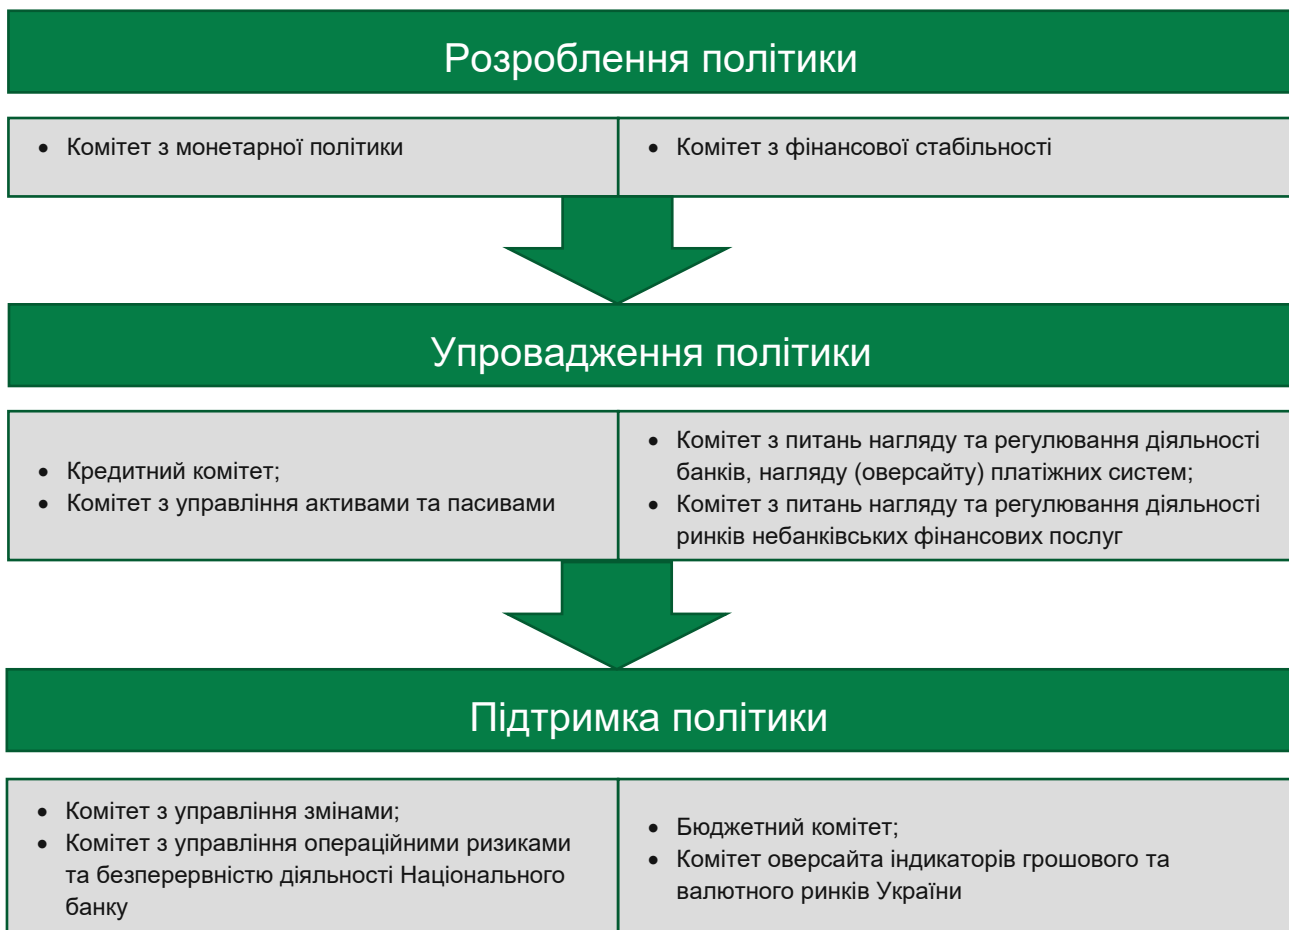 Розроблення політики
• Комітет з монетарної політики
• Комітет з фінансової стабільності
Упровадження політики
• Кредитний комітет;
• Комітет з управління активами та пасивами
• Комітет з питань нагляду та регулювання діяльності
банків, нагляду (оверсайту) платіжних систем;
• Комітет з питань нагляду та регулювання діяльності
ринків небанківських фінансових послуг
Підтримка політики
• Комітет з управління змінами;
• Комітет з управління операційними ризиками
та безперервністю діяльності Національного
банку
• Бюджетний комітет;
• Комітет оверсайта індикаторів грошового та
валютного ринків України